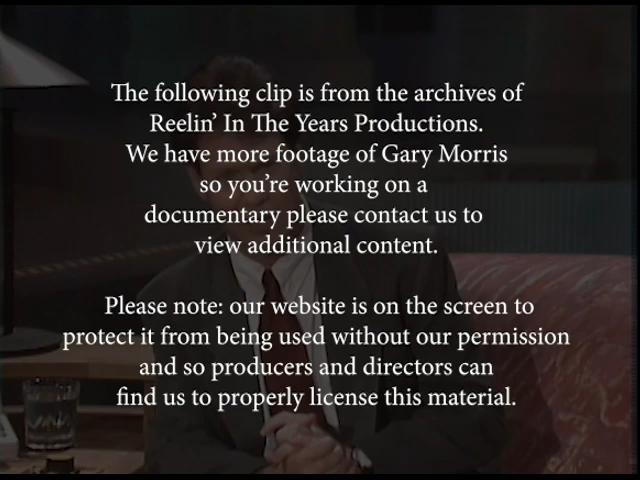 The following clip is from the archives of
Reelin’ In The Years Productions.
We have more footage of Gary Morris
so you’re working on a
documentary please contact us to
view additional content.
Please note: our website is on the screen to
protect it from being used without our permission
and so producers and directors can
find us to properly license this material.